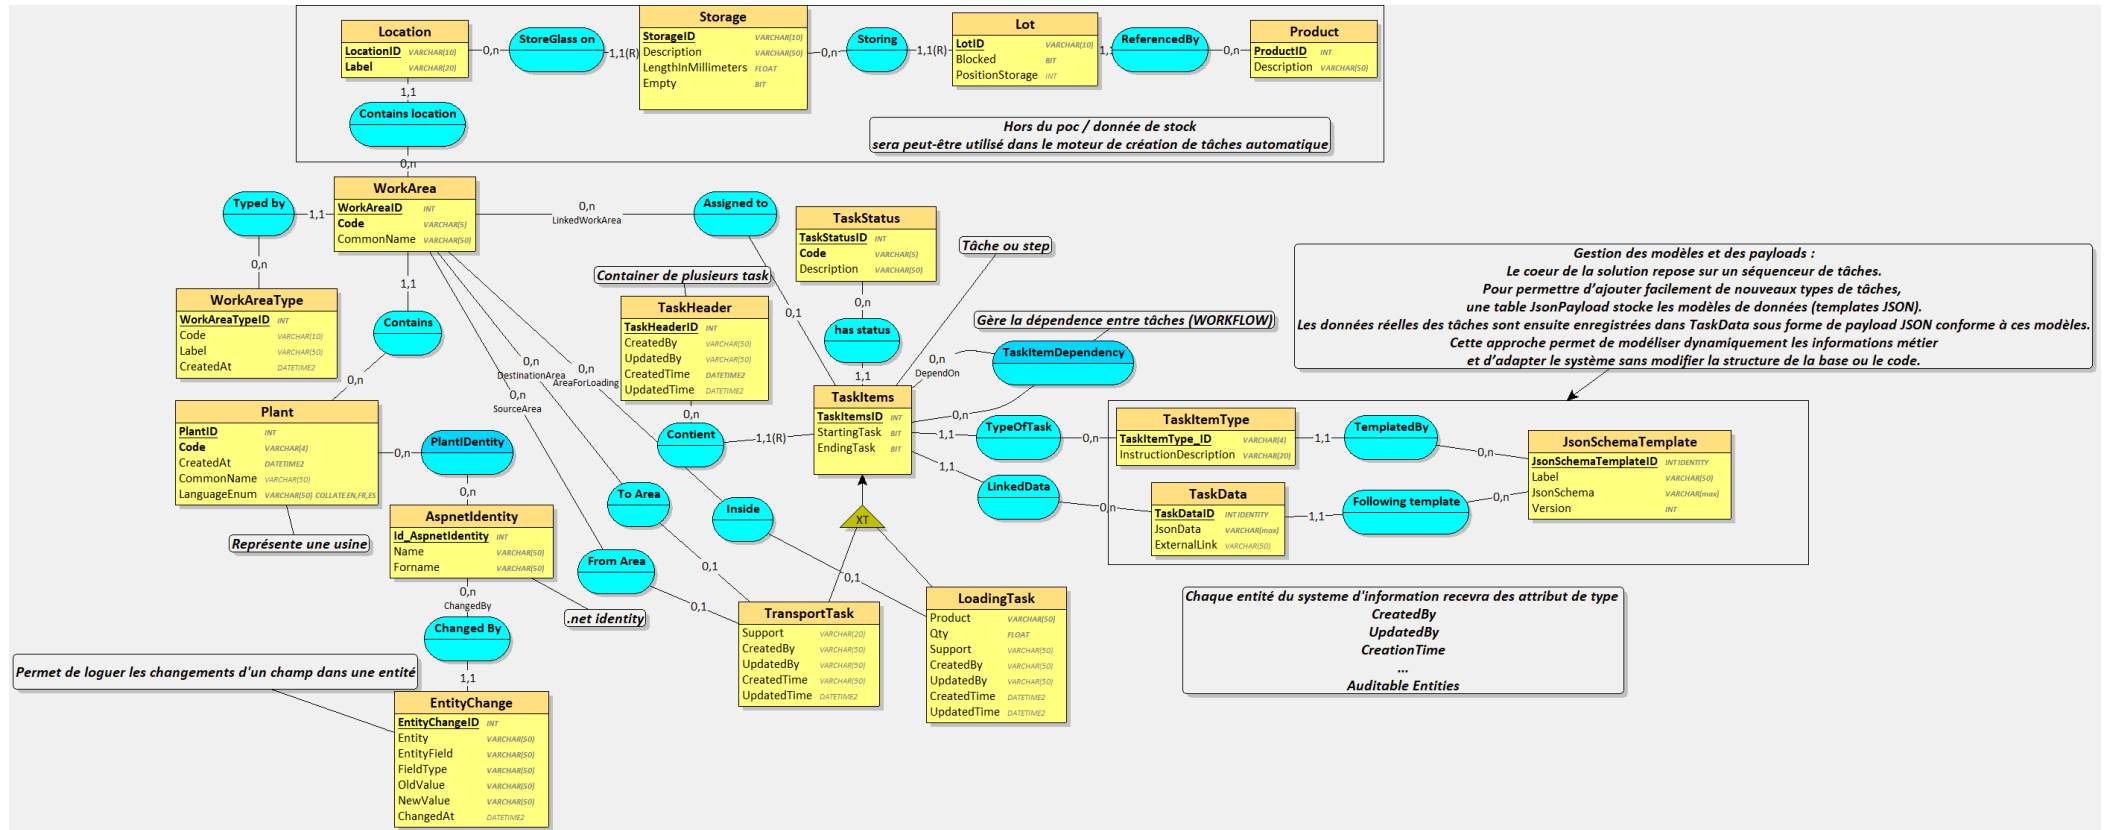 Location
LocationID VARCHAR(10)
Label VARCHAR(20)
0,n
StoreGlass on
1,1(R)
Storage
StorageID VARCHAR(10)
Description VARCHAR(50)
LengthInMillimeters FLOAT
Empty BIT
0,n
Storing
1,1(R)
Lot
LotID VARCHAR(10)
Blocked BIT
PositionStorage INT
1,1
ReferencedBy
0,n
Product
ProductID INT
Description VARCHAR(50)
1,1
Contains location
0,n
Hors du poc / donnée de stock
sera peut-être utilisé dans le moteur de création de tâches automatique
WorkArea
WorkAreaID INT
Code VARCHAR(5)
CommonName VARCHAR(50)
Typed by
1,1
0,n
0,n
LinkedWorkArea
Assigned to
0,1
TaskStatus
TaskStatusID INT
Code VARCHAR(5)
Description VARCHAR(50)
0,n
has status
1,1
Tâche ou step
Container de plusieurs task
Gestion des modèles et des payloads :
Le coeur de la solution repose sur un séquenceur de tâches.
Pour permettre d’ajouter facilement de nouveaux types de tâches,
une table JsonPayload stocke les modèles de données (templates JSON).
Les données réelles des tâches sont ensuite enregistrées dans TaskData sous forme de payload JSON conforme à ces modèles.
Cette approche permet de modéliser dynamiquement les informations métier
et d’adapter le système sans modifier la structure de la base ou le code.
WorkAreaType
WorkAreaTypeID INT
Code VARCHAR(10)
Label VARCHAR(50)
CreatedAt DATETIME2
1,1
Contains
0,n
TaskHeader
TaskHeaderID INT
CreatedBy VARCHAR(50)
UpdatedBy VARCHAR(50)
CreatedTime DATETIME2
UpdatedTime DATETIME2
0,n
Contient
1,1(R)
Gère la dépendence entre tâches (WORKFLOW)
0,n
DependOn
TaskItemDependency
0,n
0,n
DestinationArea
0,n
AreaForLoading
0,n
SourceArea
TaskItems
TaskItemsID INT
StartingTask BIT
EndingTask BIT
1,1
TypeOfTask
0,n
TaskItemType
TaskItemType_ID VARCHAR(4)
InstructionDescription VARCHAR(20)
1,1
TemplatedBy
0,n
JsonSchemaTemplate
JsonSchemaTemplateID INT IDENTITY
Label VARCHAR(50)
JsonSchema VARCHAR(max)
Version INT
1,1
LinkedData
0,n
TaskData
TaskDataID INT IDENTITY
JsonData VARCHAR(max)
ExternalLink VARCHAR(50)
1,1
Following template
0,n
Plant
PlantID INT
Code VARCHAR(4)
CreatedAt DATETIME2
CommonName VARCHAR(50)
LanguageEnum VARCHAR(50) COLLATE EN,FR,ES
0,n
PlantIDentity
0,n
Représente une usine
AspnetIdentity
Id_AspnetIdentity INT
Name VARCHAR(50)
Forname VARCHAR(50)
0,n
ChangedBy
Changed By
1,1
.net identity
To Area
0,1
Inside
0,1
From Area
0,1
XT
TransportTask
Support VARCHAR(20)
CreatedBy VARCHAR(50)
UpdatedBy VARCHAR(50)
CreatedTime VARCHAR(50)
UpdatedTime DATETIME2
LoadingTask
Product VARCHAR(50)
Qty FLOAT
Support VARCHAR(50)
CreatedBy VARCHAR(50)
UpdatedBy VARCHAR(50)
CreatedTime DATETIME2
UpdatedTime DATETIME2
Chaque entité du systeme d'information recevra des attribut de type
CreatedBy
UpdatedBy
CreationTime
...
Auditable Entities
Permet de loguer les changements d'un champ dans une entité
EntityChange
EntityChangeID INT
Entity VARCHAR(50)
EntityField VARCHAR(50)
FieldType VARCHAR(50)
OldValue VARCHAR(50)
NewValue VARCHAR(50)
ChangedAt DATETIME2